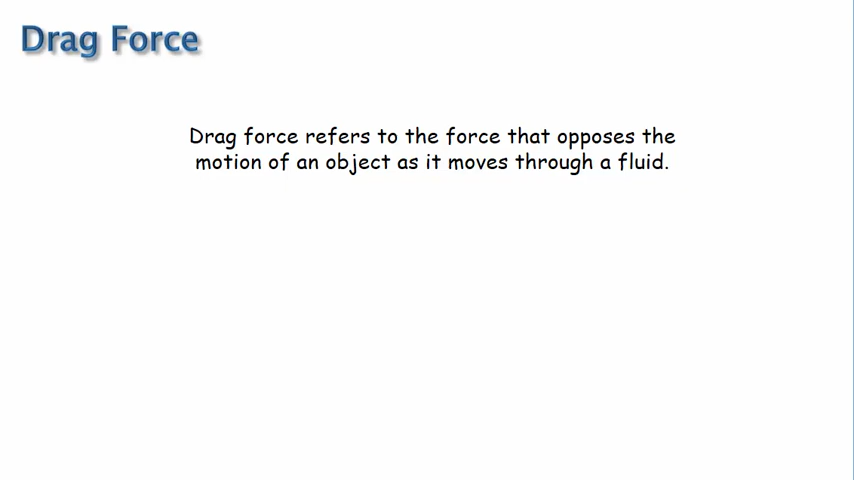 Drag Force
Drag force refers to the force that opposes the
motion of an object as it moves through a fluid.